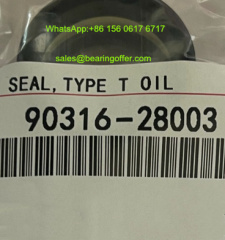 WhatsApp:+86 156 0617 6717
sales@bearingoffer.com
SEAL, TYPE T OIL
90316-28003